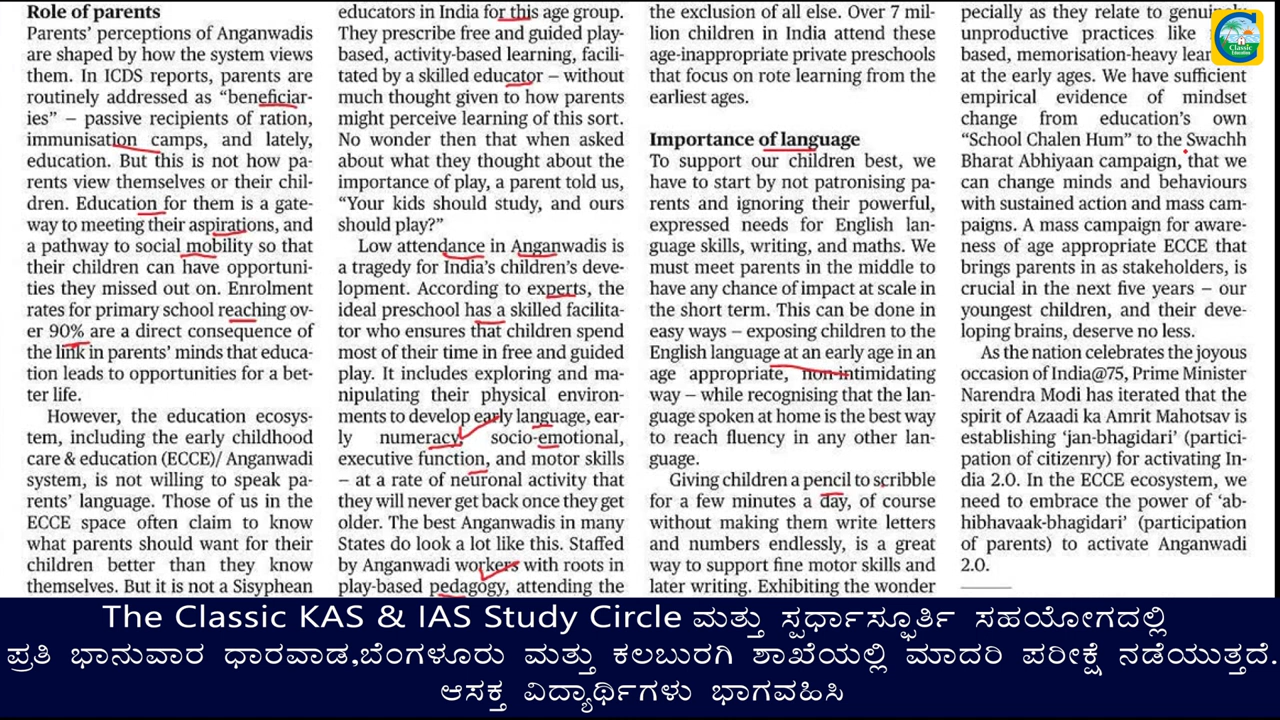 Role of parents
Parents’ perceptions of Anganwadis
are shaped by how the system views
them. In ICDS reports, parents are
routinely addressed as “beneficiar-
ies” – passive recipients of ration,
immunisation camps, and lately,
education. But this is not how pa-
rents view themselves or their chil-
dren. Education for them is a gate-
way to meeting their aspirations, and
a pathway to social mobility so that
their children can have opportuni-
ties they missed out on. Enrolment
rates for primary school reaching ov-
er 90% are a direct consequence of
the link in parents’ minds that educa-
tion leads to opportunities for a bet-
ter life.
However, the education ecosys-
tem, including the early childhood
care & education (ECCE)/ Anganwadi
system, is not willing to speak pa-
rents’ language. Those of us in the
ECCE space often claim to know
what parents should want for their
children better than they know
themselves. But it is not a Sisyphean
educators in India for this age group.
They prescribe free and guided play-
based, activity-based learning, facili-
tated by a skilled educator – without
much thought given to how parents
might perceive learning of this sort.
No wonder then that when asked
about what they thought about the
importance of play, a parent told us,
“Your kids should study, and ours
should play?”
Low attendance in Anganwadis is
a tragedy for India’s children’s deve-
lopment. According to experts, the
ideal preschool has a skilled facilita-
tor who ensures that children spend
most of their time in free and guided
play. It includes exploring and ma-
nipulating their physical environ-
ments to develop early language, ear-
ly numeracy, socio-emotional,
executive function, and motor skills
– at a rate of neuronal activity that
they will never get back once they get
older. The best Anganwadis in many
States do look a lot like this. Staffed
by Anganwadi workers with roots in
play-based pedagogy, attending the
the exclusion of all else. Over 7 mil-
lion children in India attend these
age-inappropriate private preschools
that focus on rote learning from the
earliest ages.
Importance of language
To support our children best, we
have to start by not patronising pa-
rents and ignoring their powerful,
expressed needs for English lan-
guage skills, writing, and maths. We
must meet parents in the middle to
have any chance of impact at scale in
the short term. This can be done in
easy ways – exposing children to the
English language at an early age in an
age appropriate, non-intimidating
way – while recognising that the lan-
guage spoken at home is the best way
to reach fluency in any other lan-
guage.
Giving children a pencil to scribble
for a few minutes a day, of course
without making them write letters
and numbers endlessly, is a great
way to support fine motor skills and
later writing. Exhibiting the wonder
pecially as they relate to genuinely
unproductive practices like
based, memorisation-heavy
at the early ages. We have sufficient
empirical evidence of mindset
change from education’s own
“School Chalen Hum” to the Swachh
Bharat Abhiyaan campaign, that we
can change minds and behaviours
with sustained action and mass cam-
paigns. A mass campaign for aware-
ness of age appropriate ECCE that
brings parents in as stakeholders, is
crucial in the next five years – our
youngest children, and their deve-
loping brains, deserve no less.
As the nation celebrates the joyous
occasion of India@75, Prime Minister
Narendra Modi has iterated that the
spirit of Azaadi ka Amrit Mahotsav is
establishing ‘jan-bhagidari’ (partici-
pation of citizenry) for activating In-
dia 2.0. In the ECCE ecosystem, we
need to embrace the power of ‘ab-
hibhavaak-bhagidari’ (participation
of parents) to activate Anganwadi
2.0.
Classic
Education
The Classic KAS & IAS Study Circle ಮತ್ತು ಸ್ಪರ್ಧಾಸ್ಫೂರ್ತಿ ಸಹಯೋಗದಲ್ಲಿ
ಪ್ರತಿ ಭಾನುವಾರ ಧಾರವಾಡ,ಬೆಂಗಳೂರು ಮತ್ತು ಕಲಬುರಗಿ ಶಾಖೆಯಲ್ಲಿ ಮಾದರಿ ಪರೀಕ್ಷೆ ನಡೆಯುತ್ತದೆ.
ಆಸಕ್ತ ವಿದ್ಯಾರ್ಥಿಗಳು ಭಾಗವಹಿಸಿ